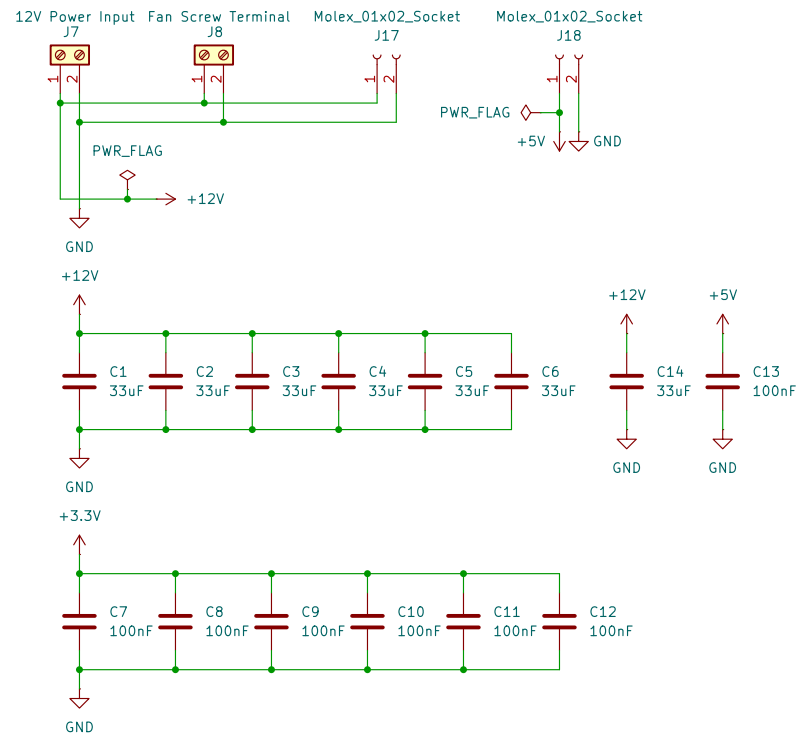 12V Power Input
J7
1
2
Fan Screw Terminal
J8
1
2
Molex_01x02_Socket
J17
1
2
Molex_01x02_Socket
J18
1
2
PWR_FLAG
+5V
GND
PWR_FLAG
+12V
GND
+12V
C1
33uF
C2
33uF
C3
33uF
C4
33uF
C5
33uF
C6
33uF
GND
+12V
C14
33uF
GND
+5V
C13
100nF
GND
+3.3V
C7
100nF
C8
100nF
C9
100nF
C10
100nF
C11
100nF
C12
100nF
GND